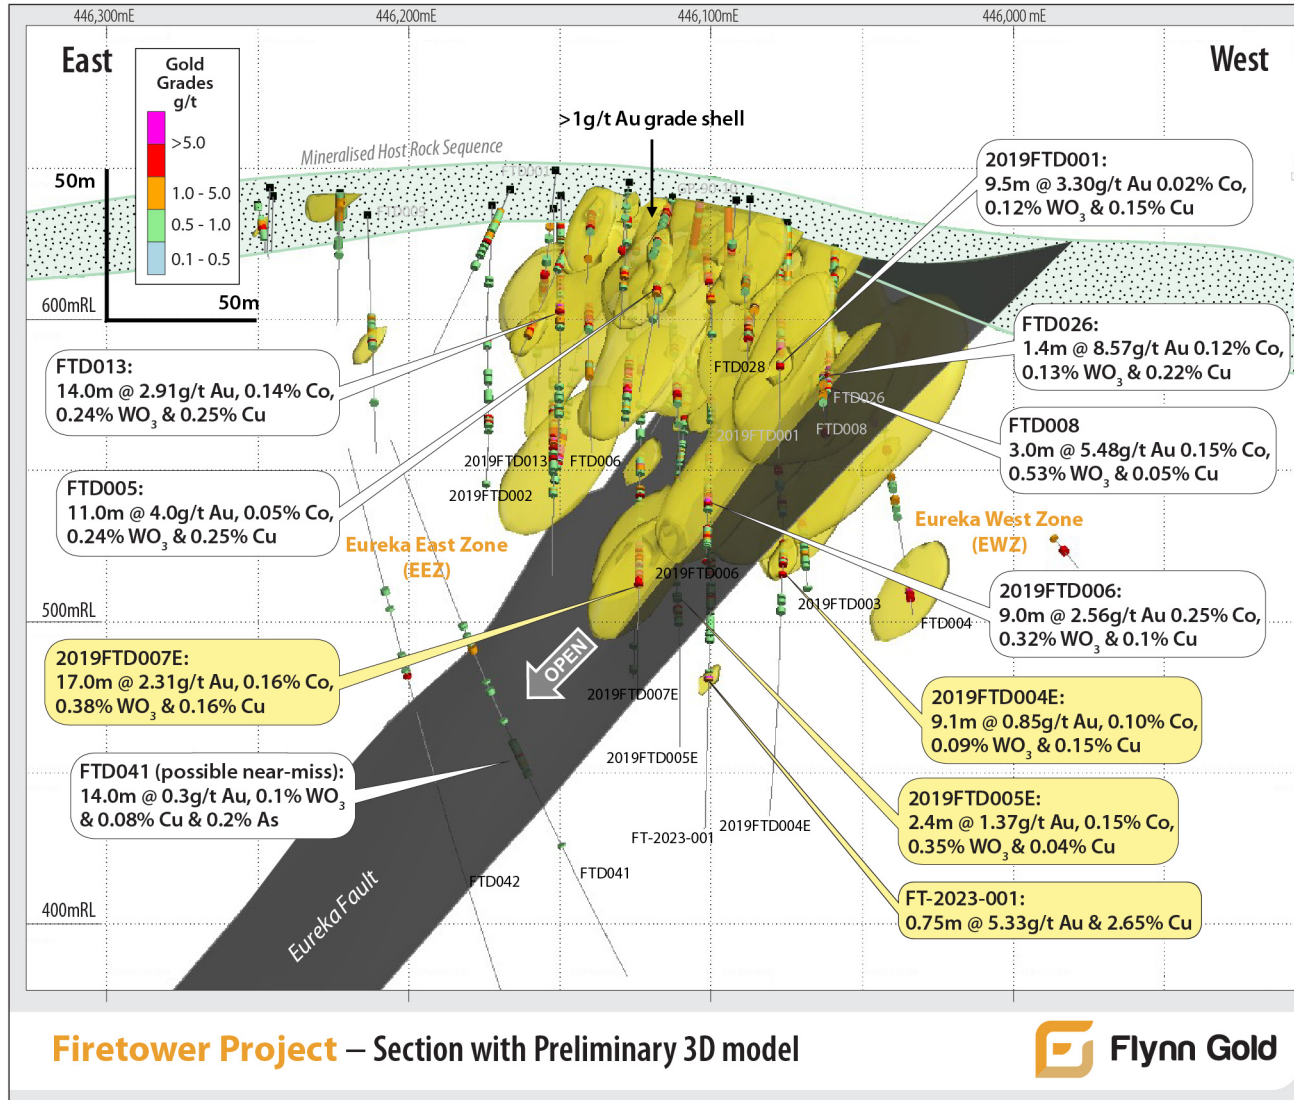 446,300mE
446,200mE
446,100mE
446,000 mE
East
West
Gold
Grades
g/t
>5.0
1.0 - 5.0
0.5 - 1.0
0.1 - 0.5
50m
50m
>1g/t Au grade shell
Mineralised Host Rock Sequence
2019FTD001:
9.5m @ 3.30g/t Au 0.02% Co,
0.12% WO3 & 0.15% Cu
600mRL
FTD026:
1.4m @ 8.57g/t Au 0.12% Co,
0.13% WO3 & 0.22% Cu
FTD013:
14.0m @ 2.91g/t Au, 0.14% Co,
0.24% WO3 & 0.25% Cu
FTD028
FTD026
FTD008
2019FTD001
FTD008
3.0m @ 5.48g/t Au 0.15% Co,
0.53% WO3 & 0.05% Cu
2019FTD013
FTD006
2019FTD002
FTD005:
11.0m @ 4.0g/t Au, 0.05% Co,
0.24% WO3 & 0.25% Cu
Eureka East Zone
(EEZ)
Eureka West Zone
(EWZ)
2019FTD006
2019FTD003
FTD004
2019FTD006:
9.0m @ 2.56g/t Au 0.25% Co,
0.32% WO3 & 0.1% Cu
500mRL
2019FTD007E:
17.0m @ 2.31g/t Au, 0.16% Co,
0.38% WO3 & 0.16% Cu
OPEN
2019FTD007E
2019FTD004E:
9.1m @ 0.85g/t Au, 0.10% Co,
0.09% WO3 & 0.15% Cu
2019FTD005E
FTD041 (possible near-miss):
14.0m @ 0.3g/t Au, 0.1% WO3
& 0.08% Cu & 0.2% As
2019FTD005E:
2.4m @ 1.37g/t Au, 0.15% Co,
0.35% WO3 & 0.04% Cu
FT-2023-001
2019FTD004E
FTD042
FTD041
FT-2023-001:
0.75m @ 5.33g/t Au & 2.65% Cu
400mRL
Eureka Fault
Firetower Project – Section with Preliminary 3D model
Flynn Gold